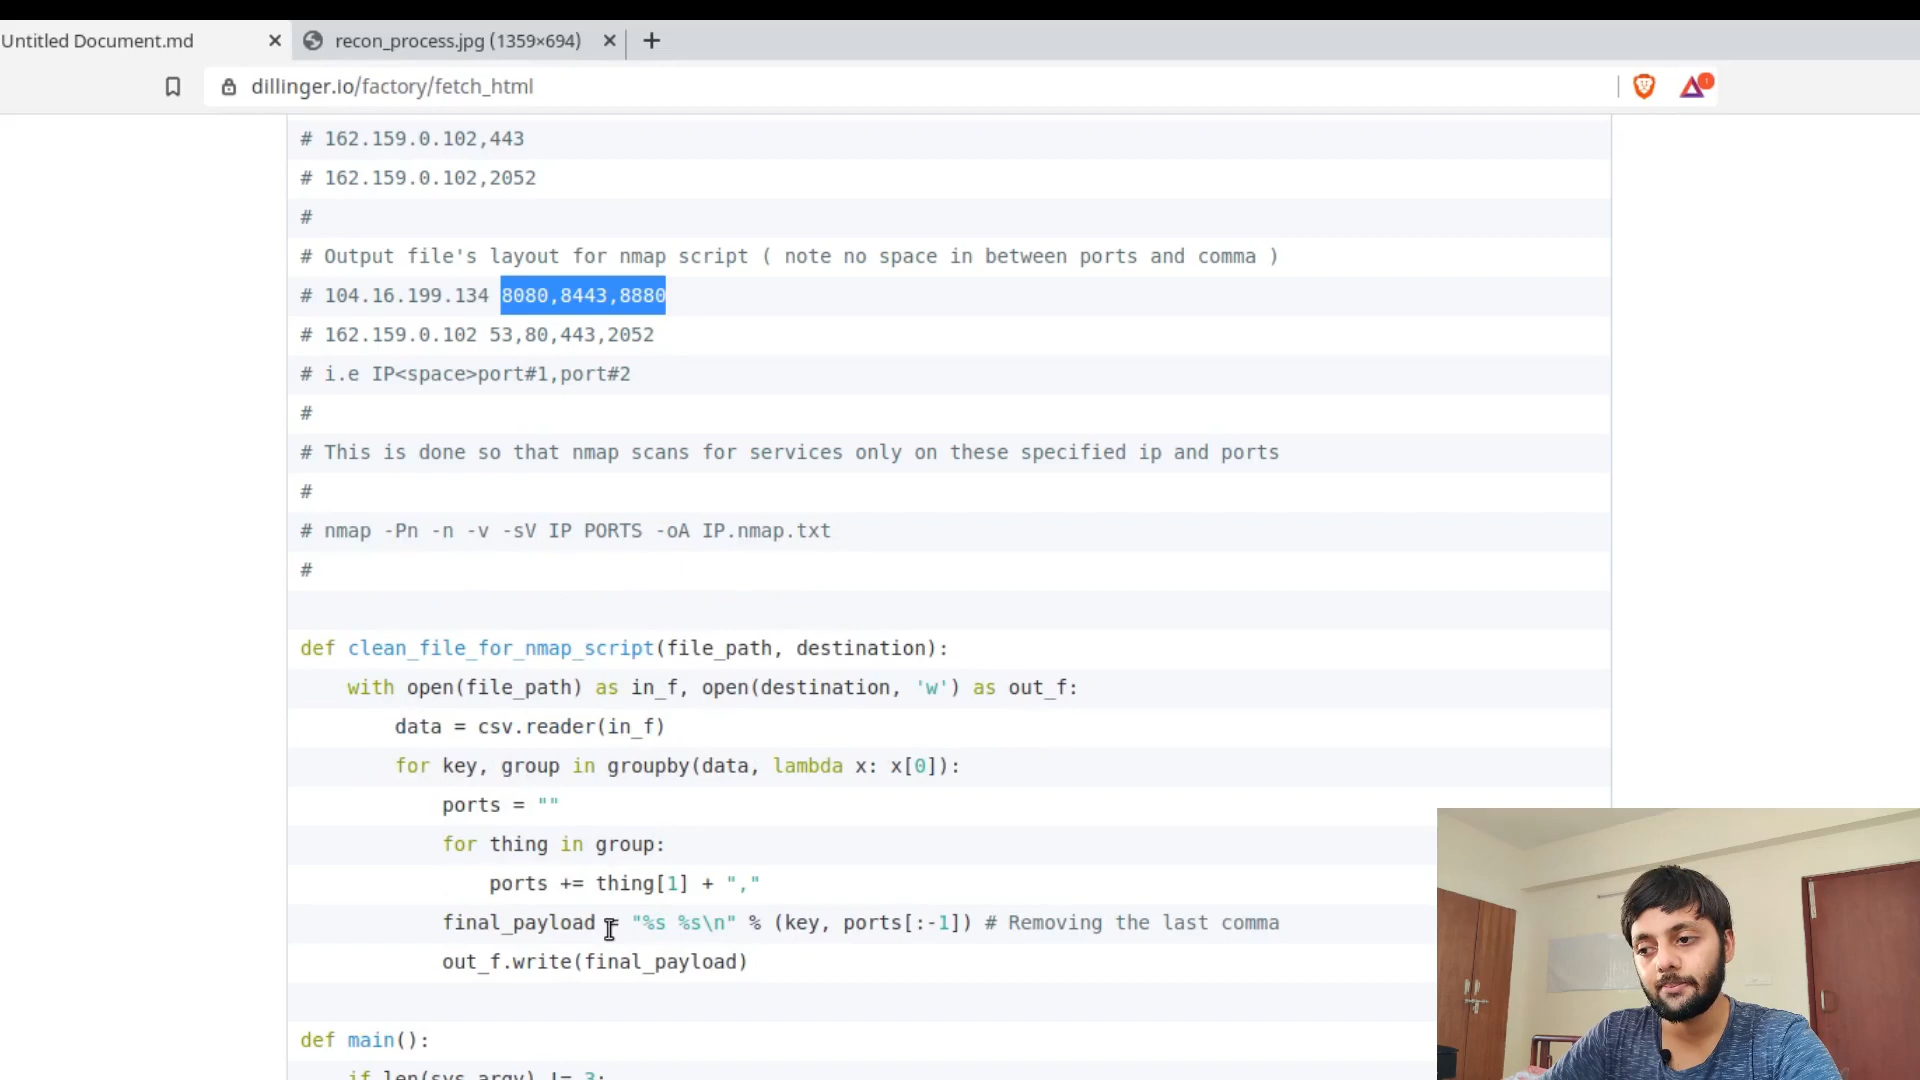 Untitled Document.md
recon_process.jpg (1359×694)
dillinger.io/factory/fetch_html
# 162.159.0.102,443
# 162.159.0.102,2052
#
# Output file's layout for nmap script ( note no space in between ports and comma )
# 104.16.199.134 8080,8443,8880
# 162.159.0.102 53,80,443,2052
# i.e IP<space>port#1,port#2
#
# This is done so that nmap scans for services only on these specified ip and ports
#
# nmap -Pn -n -v -sV IP PORTS -oA IP.nmap.txt
#
def clean_file_for_nmap_script(file_path, destination):
with open(file_path) as in_f, open(destination, 'w') as out_f:
data = csv.reader(in_f)
for key, group in groupby(data, lambda x: x[0]):
ports = ""
for thing in group:
ports += thing[1] + ","
final_payload = "%s %s\n" % (key, ports[:-1]) # Removing the last comma
out_f.write(final_payload)
def main():
if len(sys.argv) != 3: